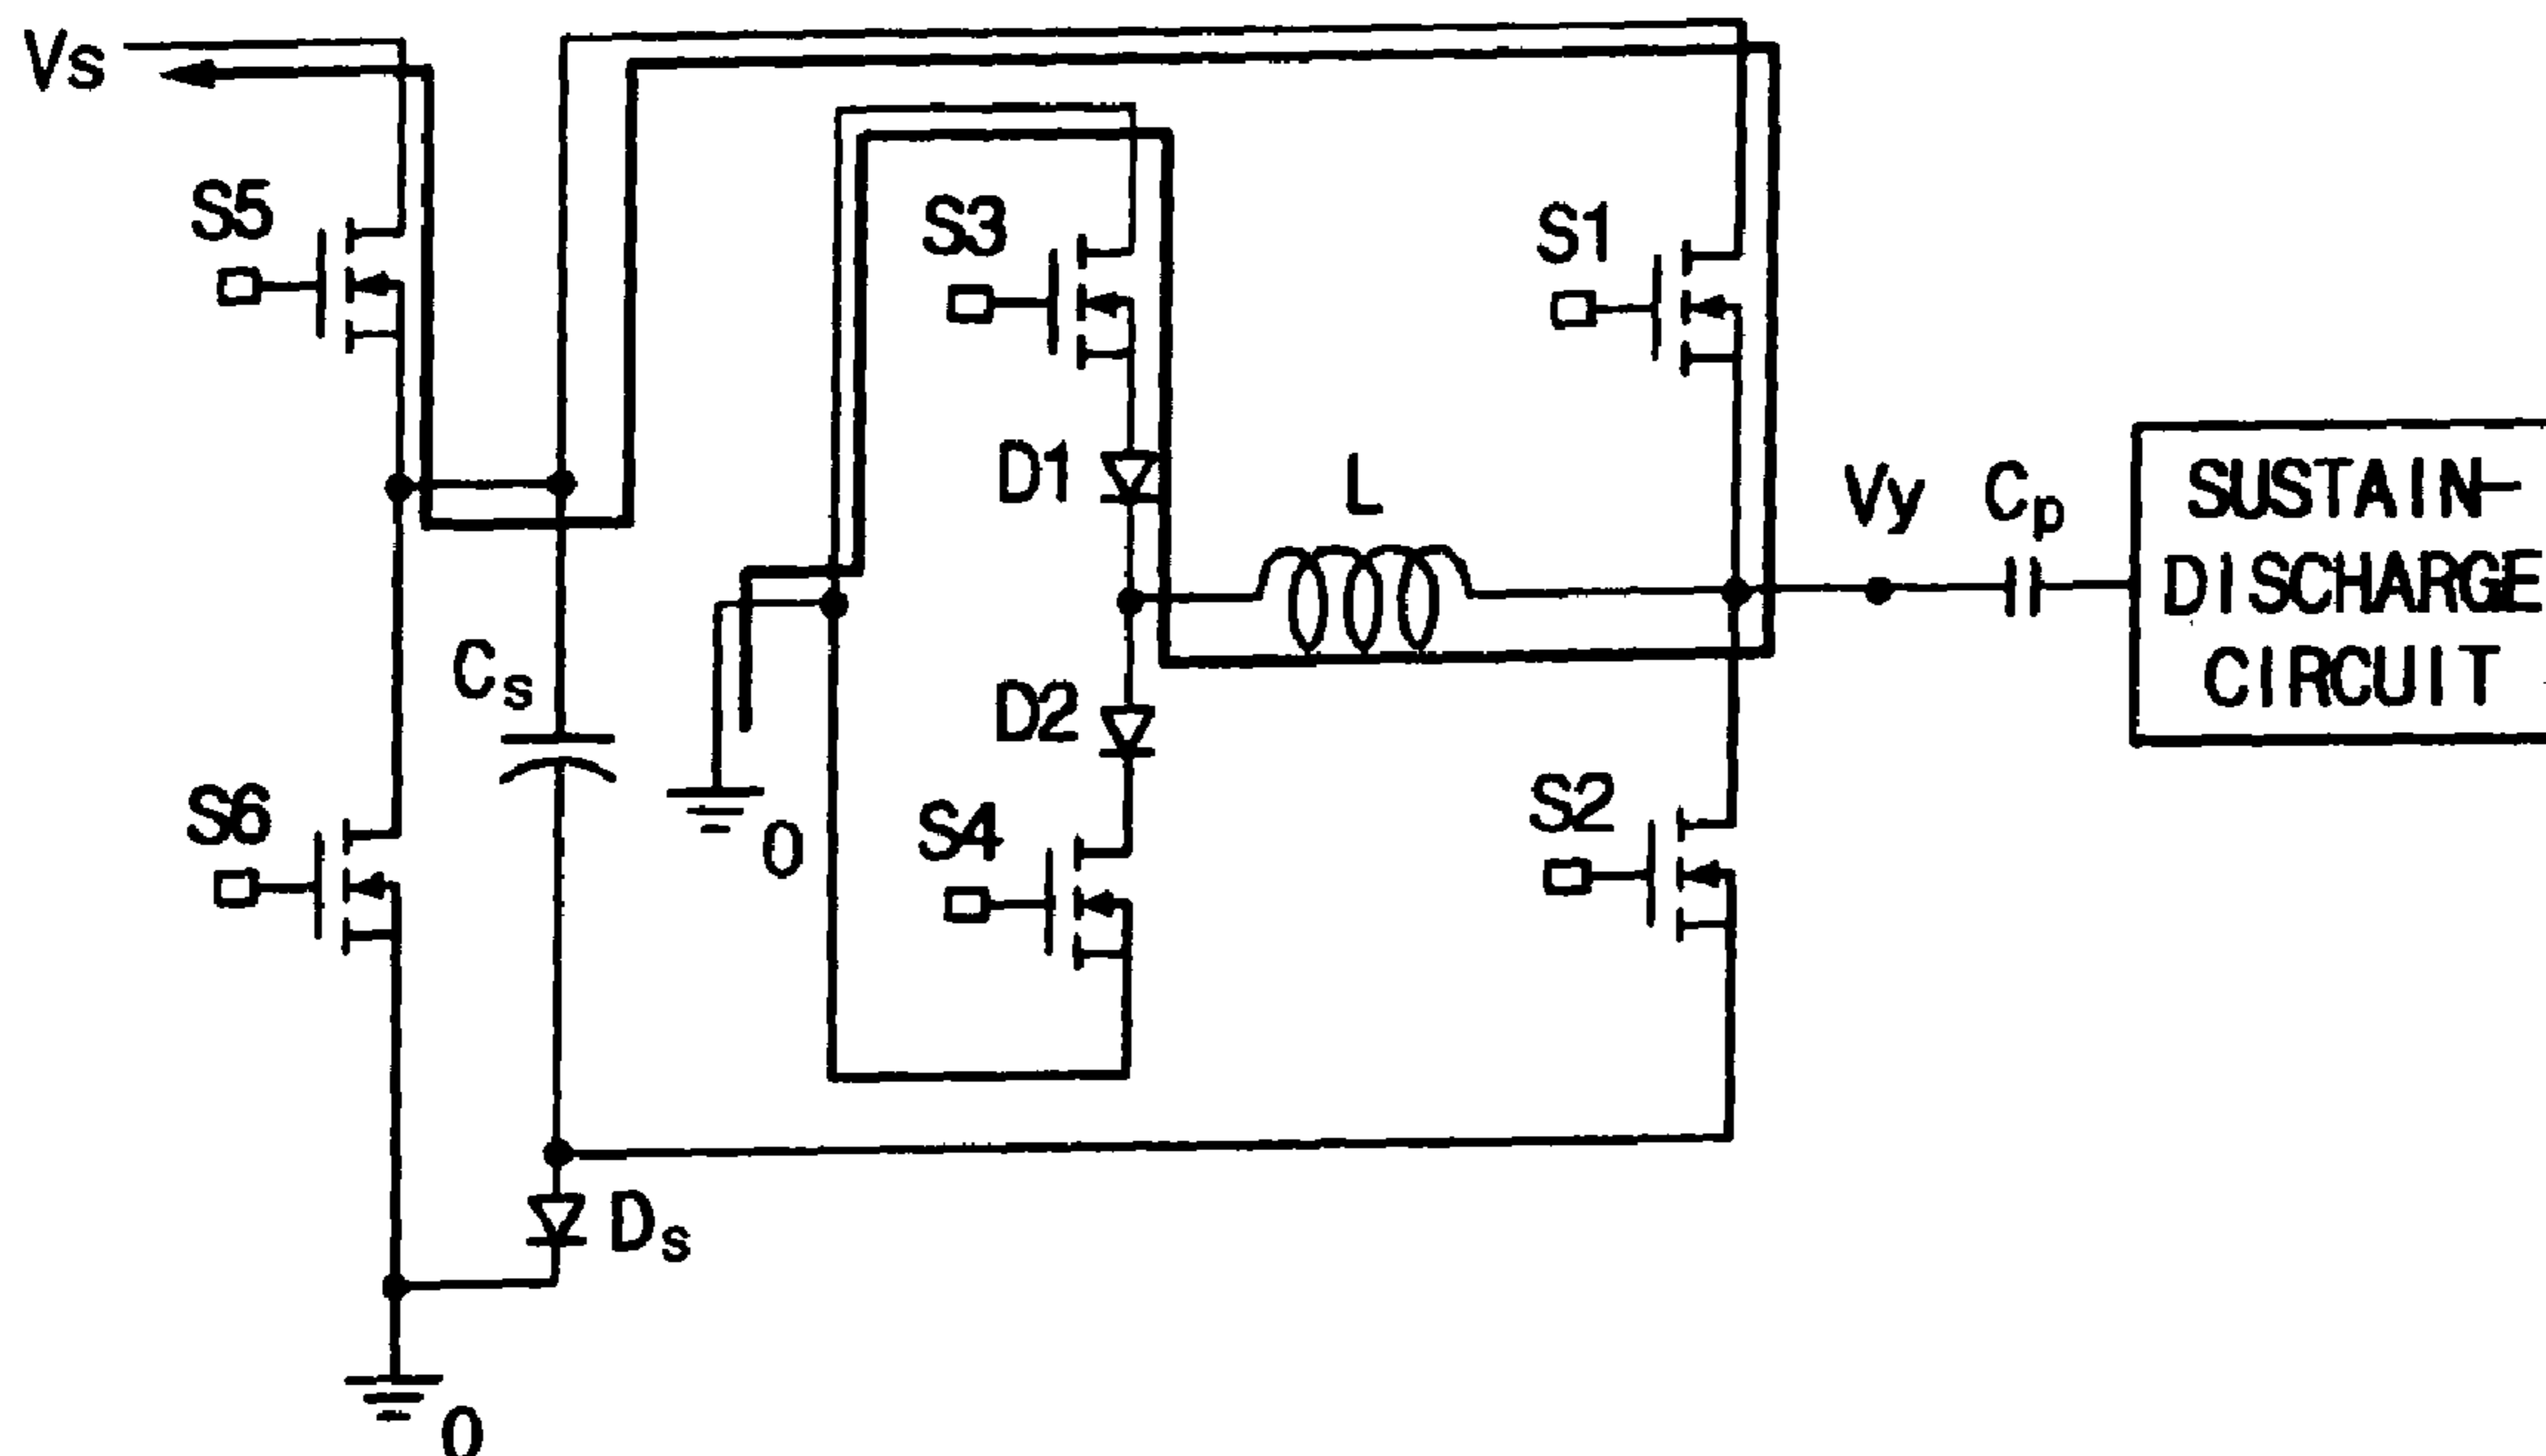 Vs
S5
S3
S1
D1
L
Vy
Cp
SUSTAIN-
DISCHARGE
CIRCUIT
Cs
D2
S6
S4
S2
0
Ds
0